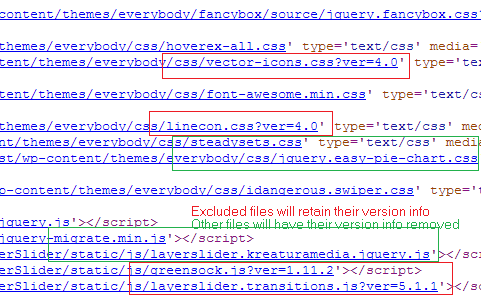 content/themes/everybody/fancybox/source/jquery.fancybox.css?
themes/everybody/css/hoverex-all.css' type='text/css' media=
tent/themes/everybody/css/vector-icons.css?ver=4.0' type='te
ontent/themes/everybody/css/font-awesome.min.css' type='text
themes/everybody/css/linecon.css?ver=4.0' type='text/css' me
ent/themes/everybody/css/steadysets.css' type='text/css' med
st/wp-content/themes/everybody/css/jquery.easy-pie-chart.css
p-content/themes/everybody/css/idangerous.swiper.css' type='t
Excluded files will retain their version info
Other files will have their version info removed
jquery.js'></script>
jquery-migrate.min.js'></script>
erSlider/static/js/layerslider.kreaturamedia.jquery.js'></scr
erSlider/static/js/greensock.js?ver=1.11.2'></script>
erSlider/static/js/layerslider.transitions.js?ver=5.1.1'></sc